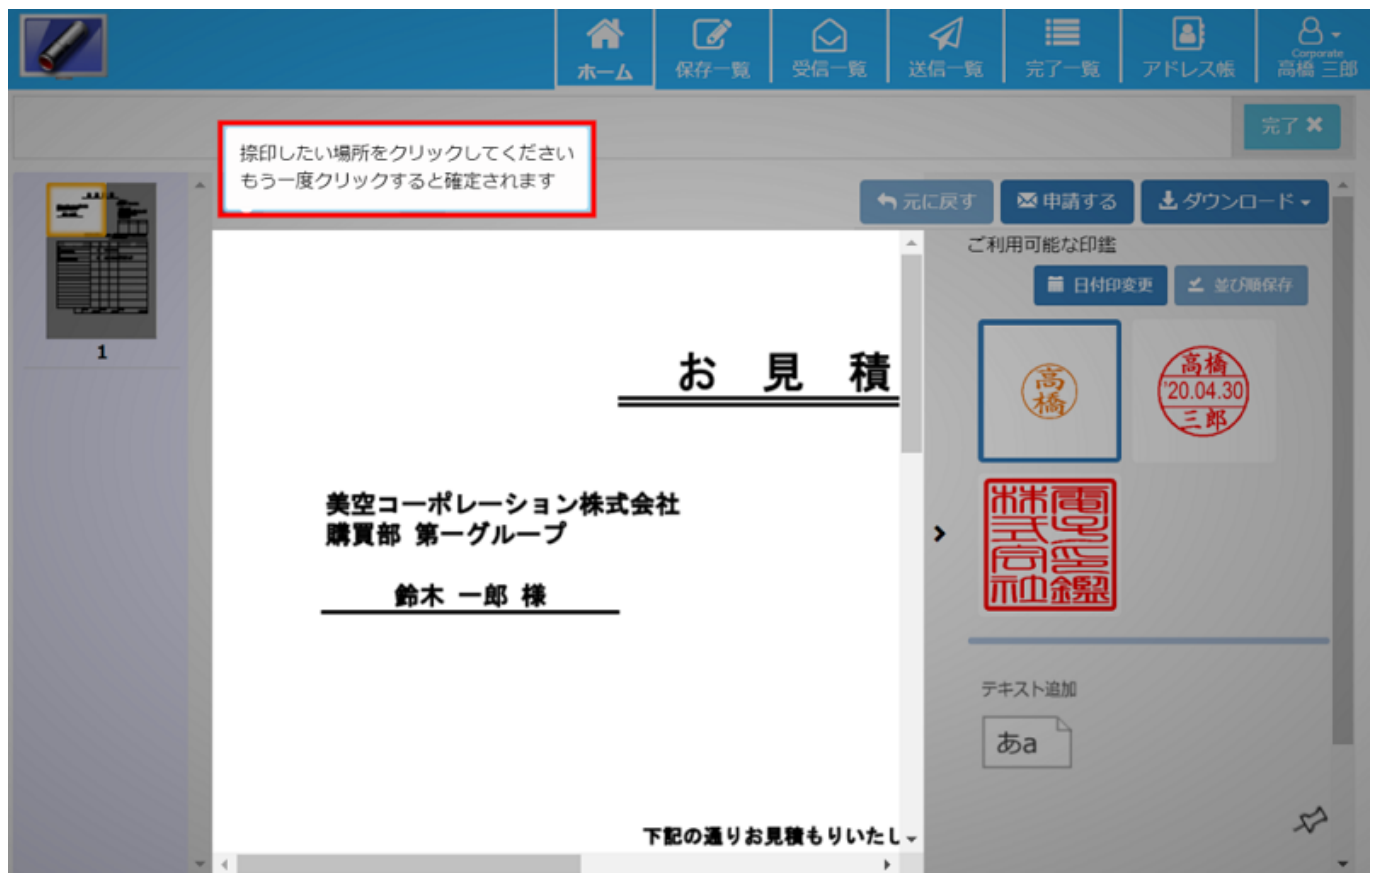 ホーム
保存一覧
受信一覧
送信一覧
完了一覧
アドレス帳
Corporate
高橋 三郎
完了
捺印したい場所をクリックしてください
もう一度クリックすると確定されます
元に戻す
申請する
ダウンロード
ご利用可能な印鑑
日付印変更
並び順保存
1
お 見 積
高橋
高橋
'20.04.30
三郎
美空コーポレーション株式会社
購買部 第一グループ
鈴木 一郎 様
電子印鑑
株式会社
テキスト追加
あa
下記の通りお見積もりいたし